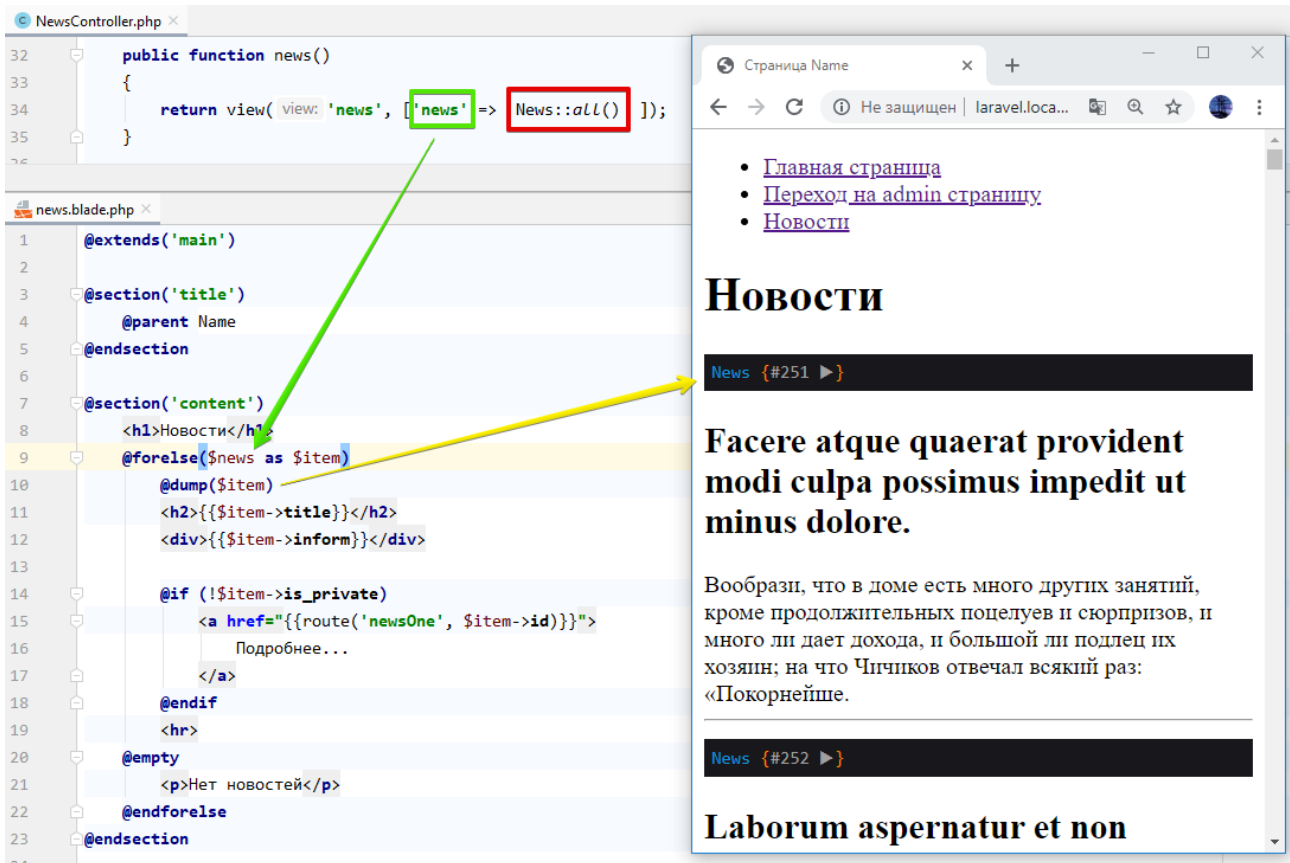 NewsController.php
32 public function news()
33 {
34 return view( view: 'news', ['news' => News::all() ]);
35 }
news.blade.php
1 @extends('main')
2
3 @section('title')
4 @parent Name
5 @endsection
6
7 @section('content')
8 <h1>Новости</h1>
9 @forelse($news as $item)
10 @dump($item)
11 <h2>{{$item->title}}</h2>
12 <div>{{$item->inform}}</div>
13
14 @if (!$item->is_private)
15 <a href="{{route('newsOne', $item->id)}}">
16 Подробнее...
17 </a>
18 @endif
19 <hr>
20 @empty
21 <p>Нет новостей</p>
22 @endforelse
23 @endsection
Страница Name
Не защищен | laravel.loca...
Главная страница
Переход на admin страницу
Новости
Новости
News {#251 ▶}
Facere atque quaerat provident
modi culpa possimus impedit ut
minus dolore.
Вообрази, что в доме есть много других занятий,
кроме продолжительных поцелуев и сюрпризов, и
много ли дает дохода, и большой ли подлец их
хозяин; на что Чичиков отвечал всякий раз:
«Покорнейше.
News {#252 ▶}
Laborum aspernatur et non